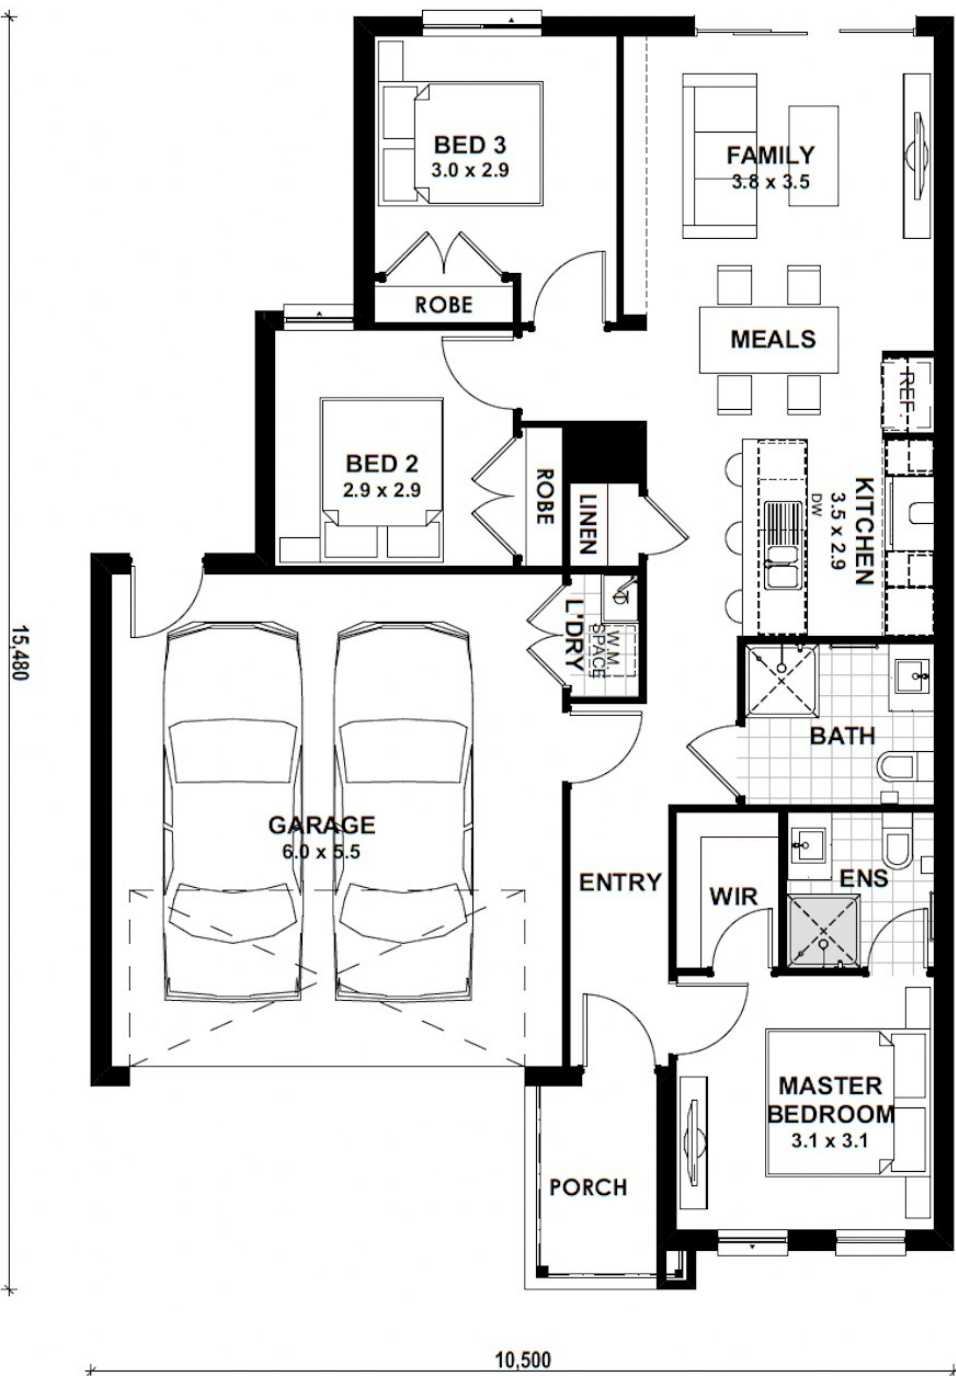 BED 3
3.0 x 2.9
FAMILY
3.8 x 3.5
ROBE
MEALS
REF
BED 2
2.9 x 2.9
ROBE
LINEN
KITCHEN
3.5 x 2.9
DW
L'DRY
W.M.
SPACE
15,480
BATH
GARAGE
6.0 x 5.5
ENTRY
WIR
ENS
MASTER
BEDROOM
3.1 x 3.1
PORCH
10,500